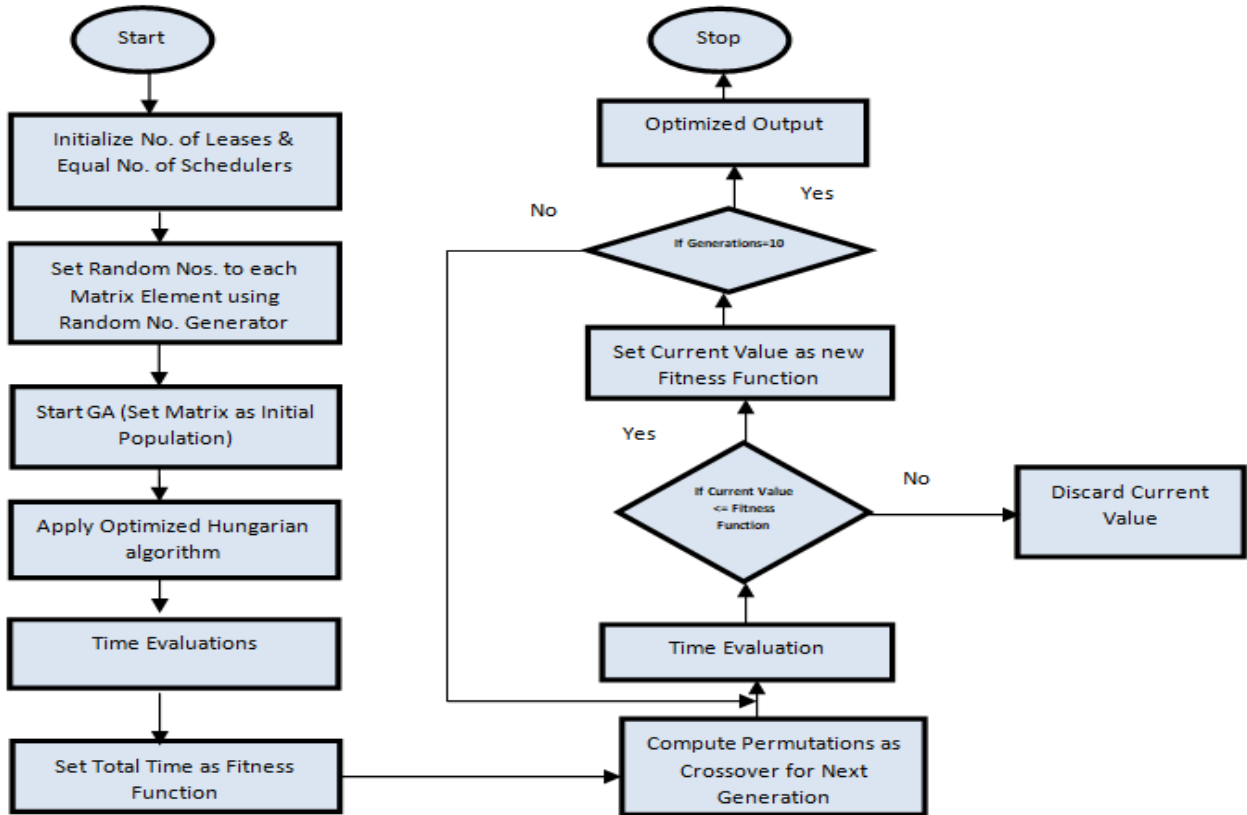 Start
Initialize No. of Leases &
Equal No. of Schedulers
Set Random Nos. to each
Matrix Element using
Random No. Generator
Start GA (Set Matrix as Initial
Population)
Apply Optimized Hungarian
algorithm
Time Evaluations
Set Total Time as Fitness
Function
Stop
Optimized Output
Yes
No
If Generations=10
Set Current Value as new
Fitness Function
Yes
If Current Value
<= Fitness
Function
No
Discard Current
Value
Time Evaluation
Compute Permutations as
Crossover for Next
Generation